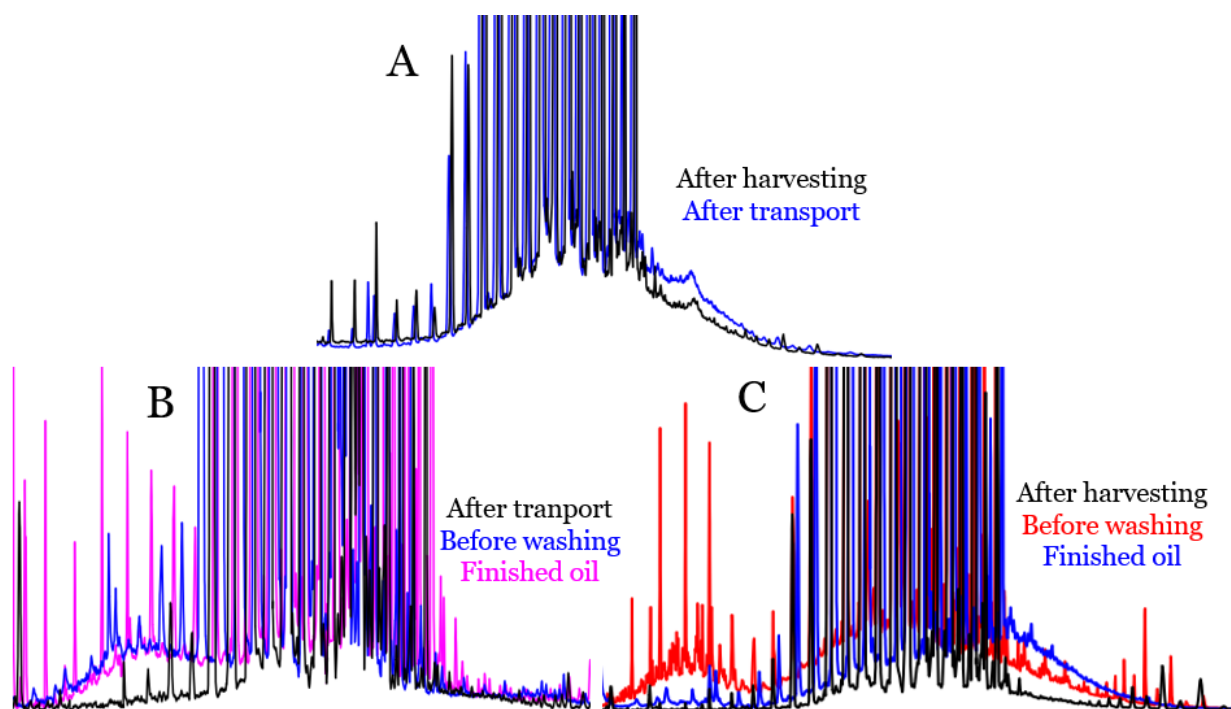 A
After harvesting
After transport
B
After tranport
Before washing
Finished oil
C
After harvesting
Before washing
Finished oil